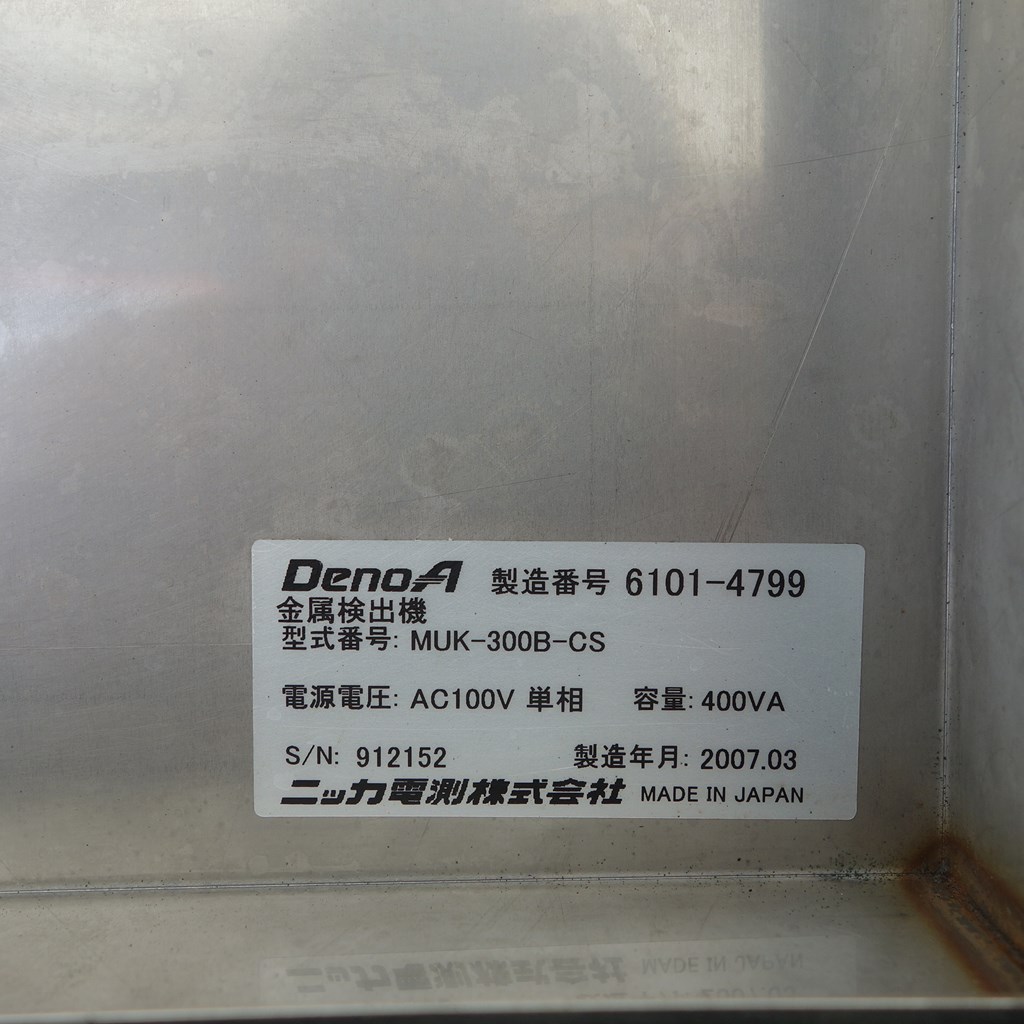 DenoA 製造番号 6101-4799
金属検出機
型式番号: MUK-300B-CS
電源電圧: AC100V 単相 容量: 400VA
S/N: 912152 製造年月: 2007.03
ニッカ電測株式会社 MADE IN JAPAN